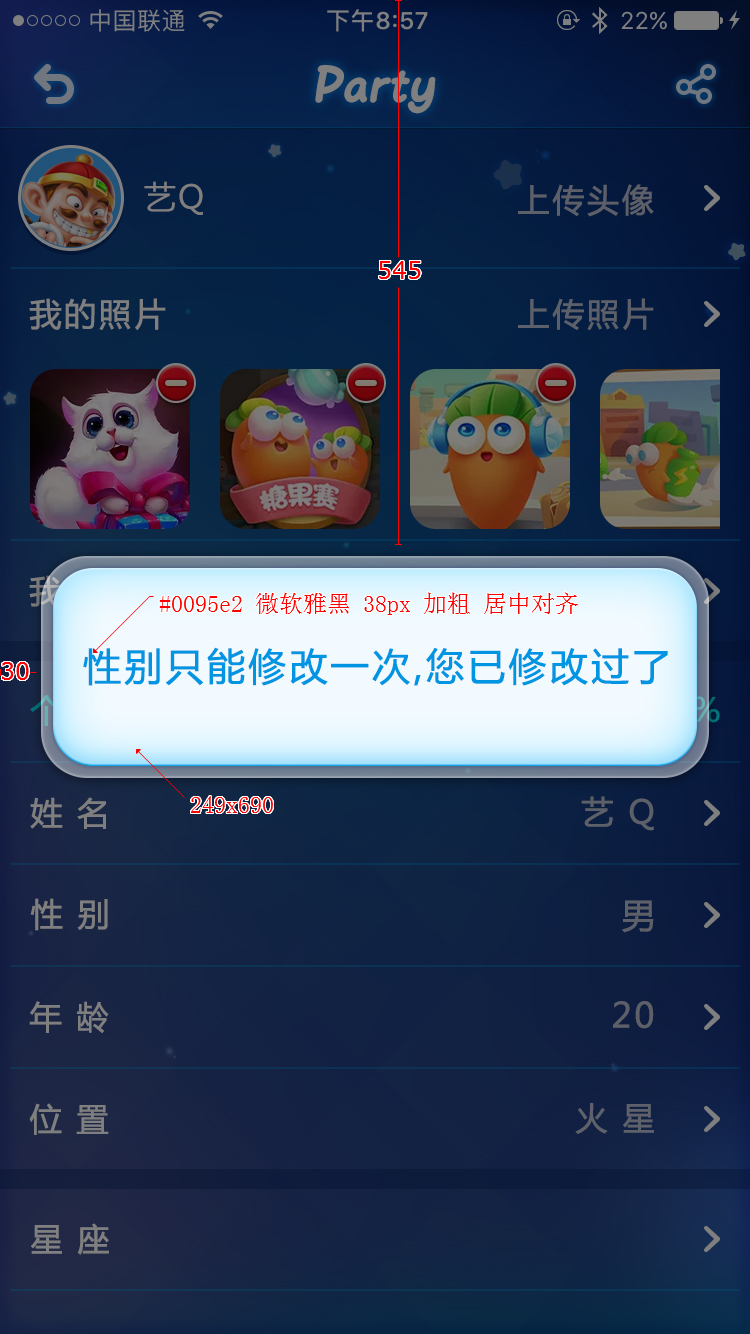 中国联通 下午8:57 22%
Party
艺Q 上传头像
545
我的照片 上传照片
糖果赛
我
#0095e2 微软雅黑 38px 加粗 居中对齐
性别只能修改一次,您已修改过了
30
个 %
249x690
姓名 艺Q
性别 男
年龄 20
位置 火星
星座